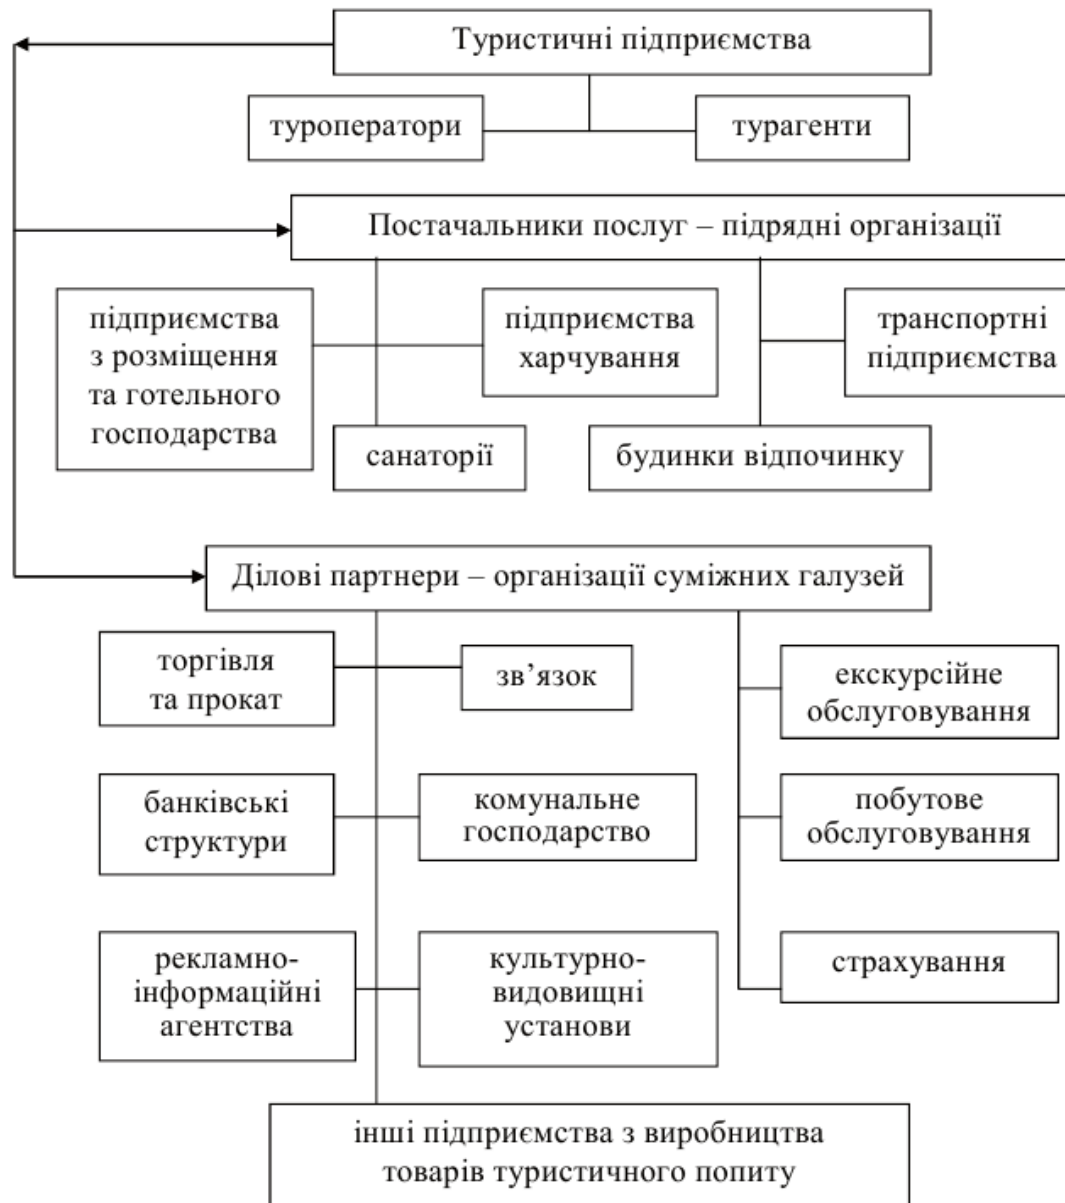 Туристичні підприємства
туроператори
турагенти
Постачальники послуг – підрядні організації
підприємства
з розміщення
та готельного
господарства
підприємства
харчування
транспортні
підприємства
санаторії
будинки відпочинку
Ділові партнери – організації суміжних галузей
торгівля
та прокат
зв’язок
екскурсійне
обслуговування
банківські
структури
комунальне
господарство
побутове
обслуговування
рекламно-
інформаційні
агентства
культурно-
видовищні
установи
страхування
інші підприємства з виробництва
товарів туристичного попиту